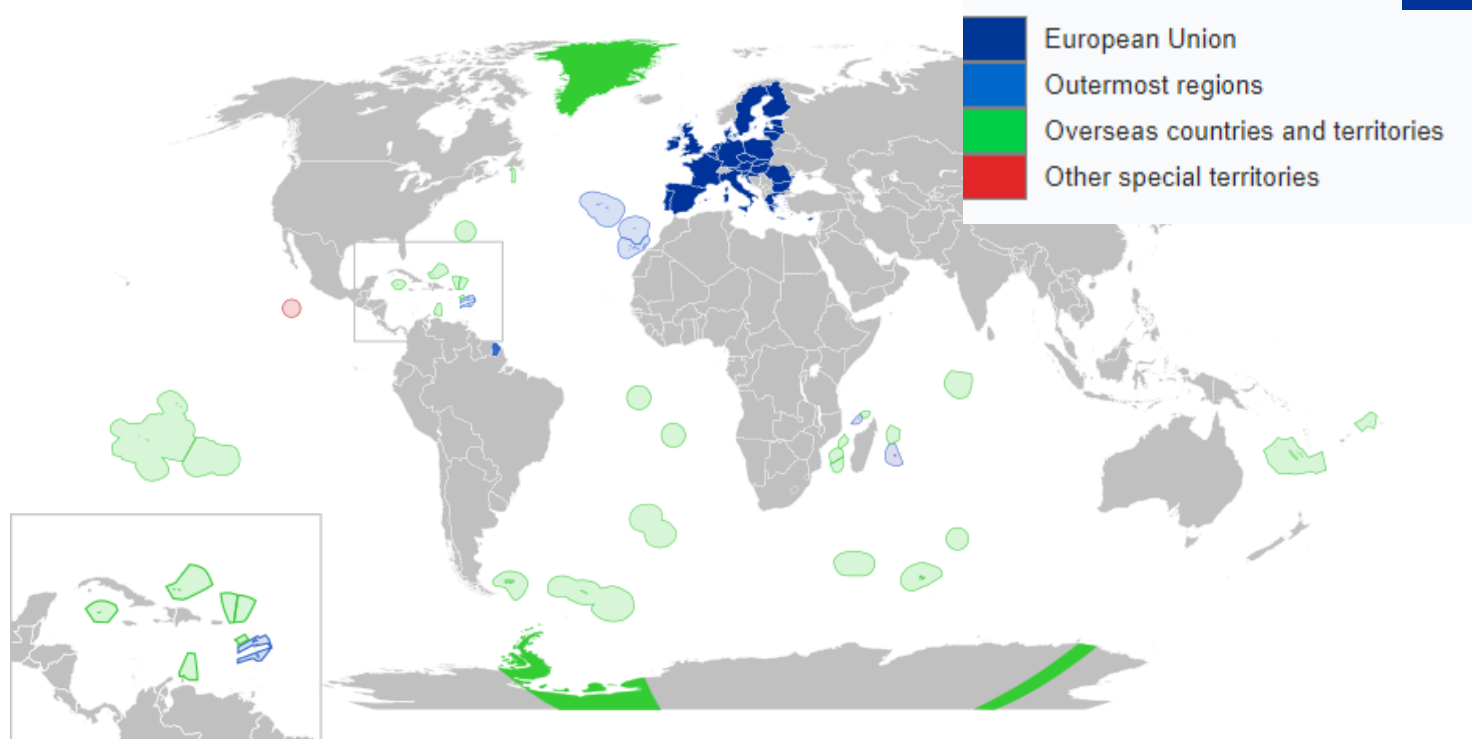 European Union
Outermost regions
Overseas countries and territories
Other special territories